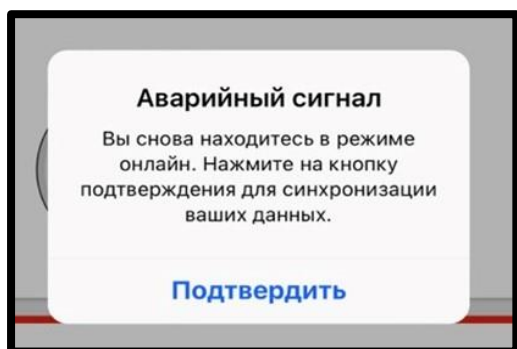 Аварийный сигнал
Вы снова находитесь в режиме
онлайн. Нажмите на кнопку
подтверждения для синхронизации
ваших данных.
Подтвердить